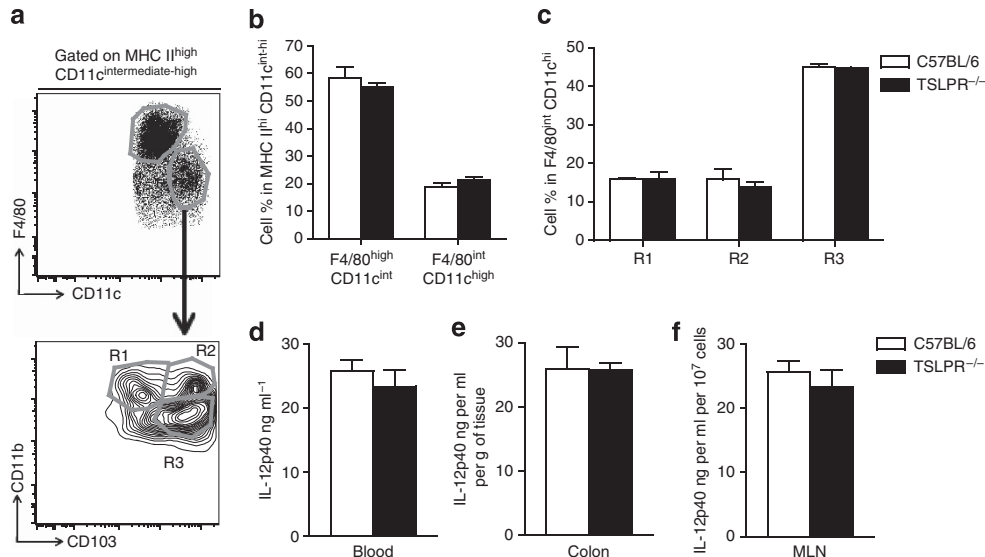 a
Gated on MHC II^high
CD11c^intermediate-high
F4/80
CD11c
R1
R2
R3
CD11b
CD103
b
Cell % in MHC II^hi CD11c^int-hi
70
60
50
40
30
20
10
0
F4/80^high
CD11c^int
F4/80^int
CD11c^high
c
Cell % in F4/80^int CD11c^hi
50
40
30
20
10
0
R1
R2
R3
C57BL/6
TSLPR^−/−
d
IL-12p40 ng ml^−1
30
20
10
0
Blood
e
IL-12p40 ng per ml
per g of tissue
30
20
10
0
Colon
f
IL-12p40 ng per ml per 10^7 cells
30
20
10
0
MLN
C57BL/6
TSLPR^−/−